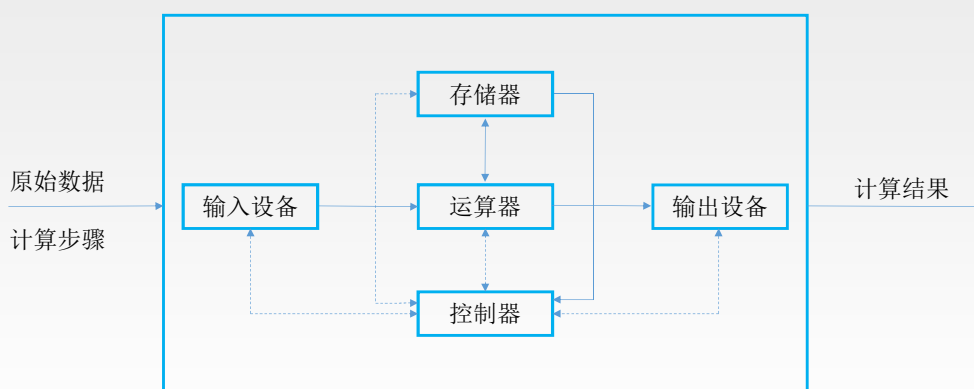 存储器
原始数据
输入设备
运算器
输出设备
计算结果
计算步骤
控制器